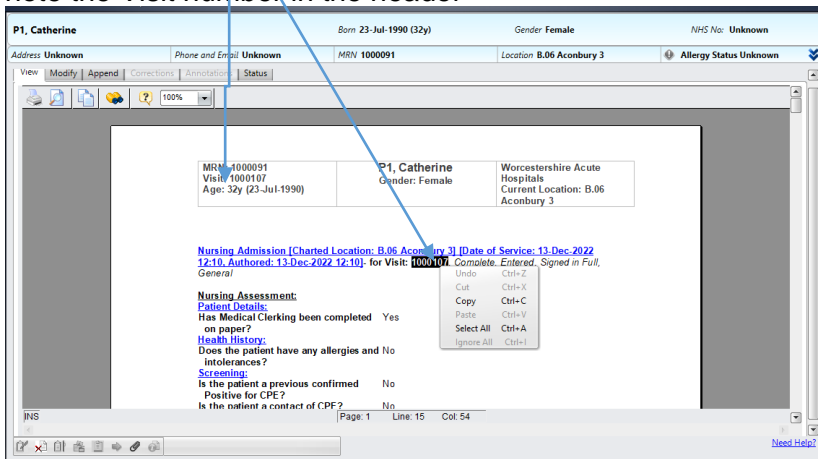 note the Visit number in the header
P1, Catherine Born 23-Jul-1990 (32y) Gender Female NHS No: Unknown
Address Unknown Phone and Email Unknown MRN 1000091 Location B.06 Aconbury 3 Allergy Status Unknown
View Modify Append Corrections Annotations Status
100%
MRN: 1000091
Visit: 1000107
Age: 32y (23-Jul-1990)
P1, Catherine
Gender: Female
Worcestershire Acute
Hospitals
Current Location: B.06
Aconbury 3
Nursing Admission [Charted Location: B.06 Aconbury 3] [Date of Service: 13-Dec-2022
12:10, Authored: 13-Dec-2022 12:10]- for Visit: 1000107, Complete, Entered, Signed in Full,
General
Undo Ctrl+Z
Cut Ctrl+X
Copy Ctrl+C
Paste Ctrl+V
Select All Ctrl+A
Ignore All Ctrl+I
Nursing Assessment:
Patient Details:
Has Medical Clerking been completed Yes
on paper?
Health History:
Does the patient have any allergies and No
intolerances?
Screening:
Is the patient a previous confirmed No
Positive for CPE?
Is the patient a contact of CPE? No
INS Page: 1 Line: 15 Col: 54
Need Help?